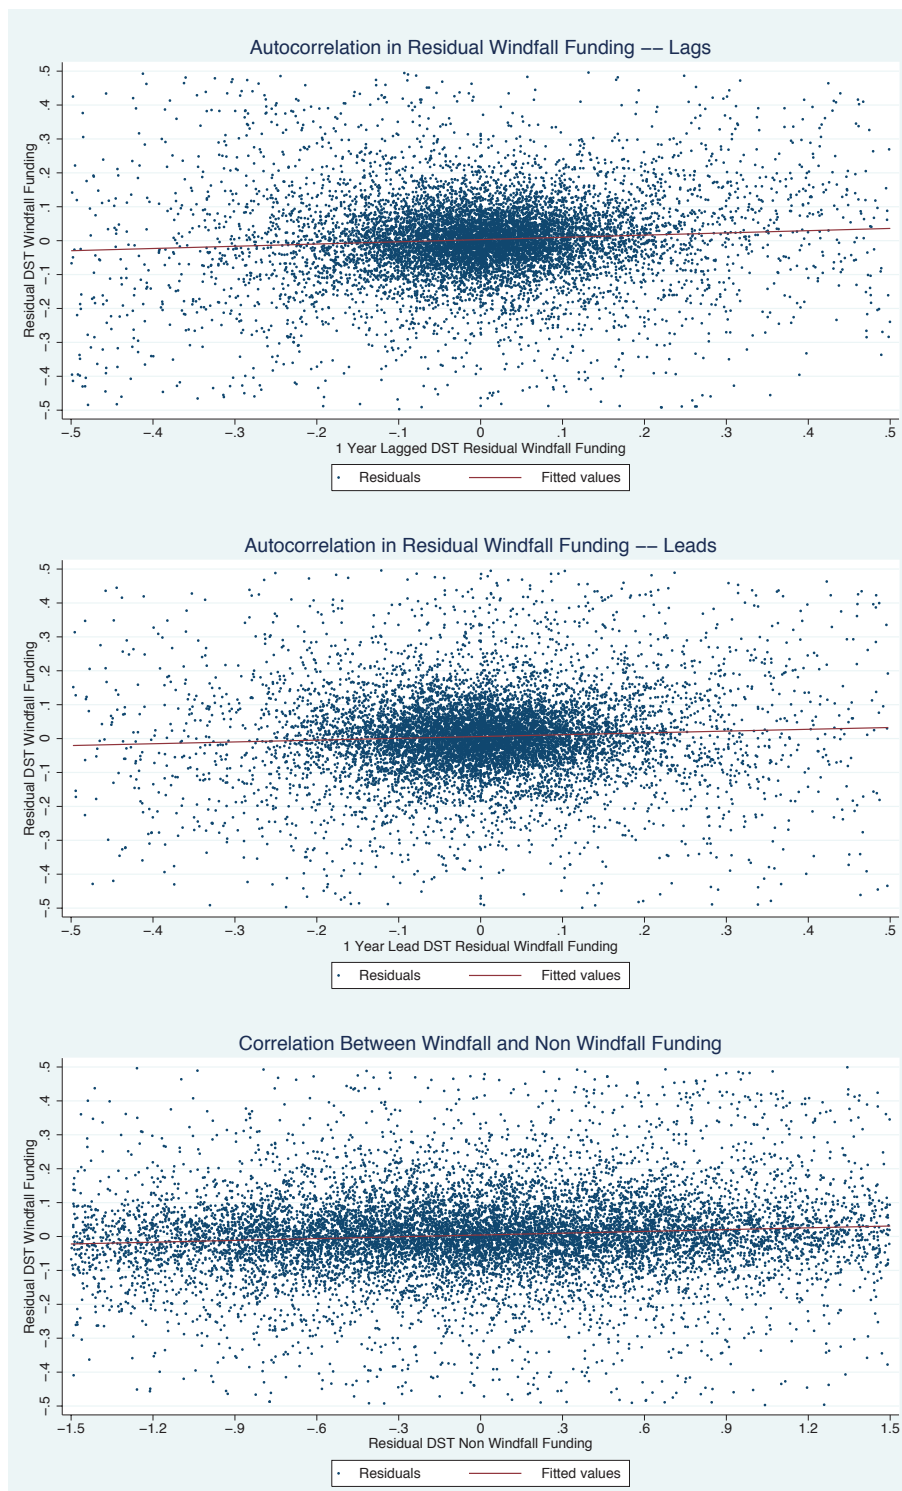 Autocorrelation in Residual Windfall Funding −− Lags
Residual DST Windfall Funding
.5
.4
.3
.2
.1
0
−.1
−.2
−.3
−.4
−.5
−.5 −.4 −.3 −.2 −.1 0 .1 .2 .3 .4 .5
1 Year Lagged DST Residual Windfall Funding
Residuals Fitted values
Autocorrelation in Residual Windfall Funding −− Leads
Residual DST Windfall Funding
.5
.4
.3
.2
.1
0
−.1
−.2
−.3
−.4
−.5
−.5 −.4 −.3 −.2 −.1 0 .1 .2 .3 .4 .5
1 Year Lead DST Residual Windfall Funding
Residuals Fitted values
Correlation Between Windfall and Non Windfall Funding
Residual DST Windfall Funding
.5
.4
.3
.2
.1
0
−.1
−.2
−.3
−.4
−.5
−1.5 −1.2 −.9 −.6 −.3 0 .3 .6 .9 1.2 1.5
Residual DST Non Windfall Funding
Residuals Fitted values